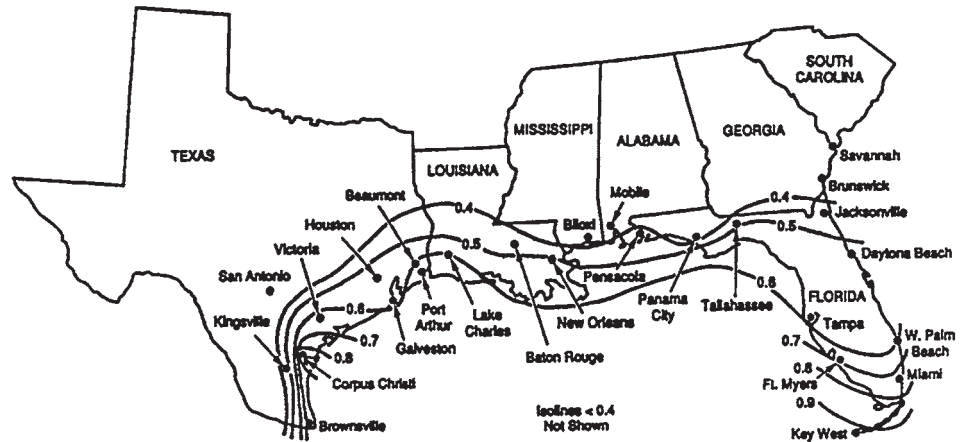 SOUTH
CAROLINA
MISSISSIPPI
ALABAMA
GEORGIA
TEXAS
LOUISIANA
Savannah
Beaumont
Mobile
Brunswick
0.4
0.4
Houston
Biloxi
Jacksonville
0.5
0.5
Victoria
Daytona Beach
San Antonio
Pensacola
0.6
Port
Arthur
Lake
Charles
New Orleans
Panama
City
Tallahassee
FLORIDA
Kingsville
0.6
Tampa
0.7
Galveston
Baton Rouge
W. Palm
Beach
0.7
0.8
Corpus Christi
Ft. Myers
0.8
Miami
0.9
Isolines < 0.4
Not Shown
Brownsville
Key West